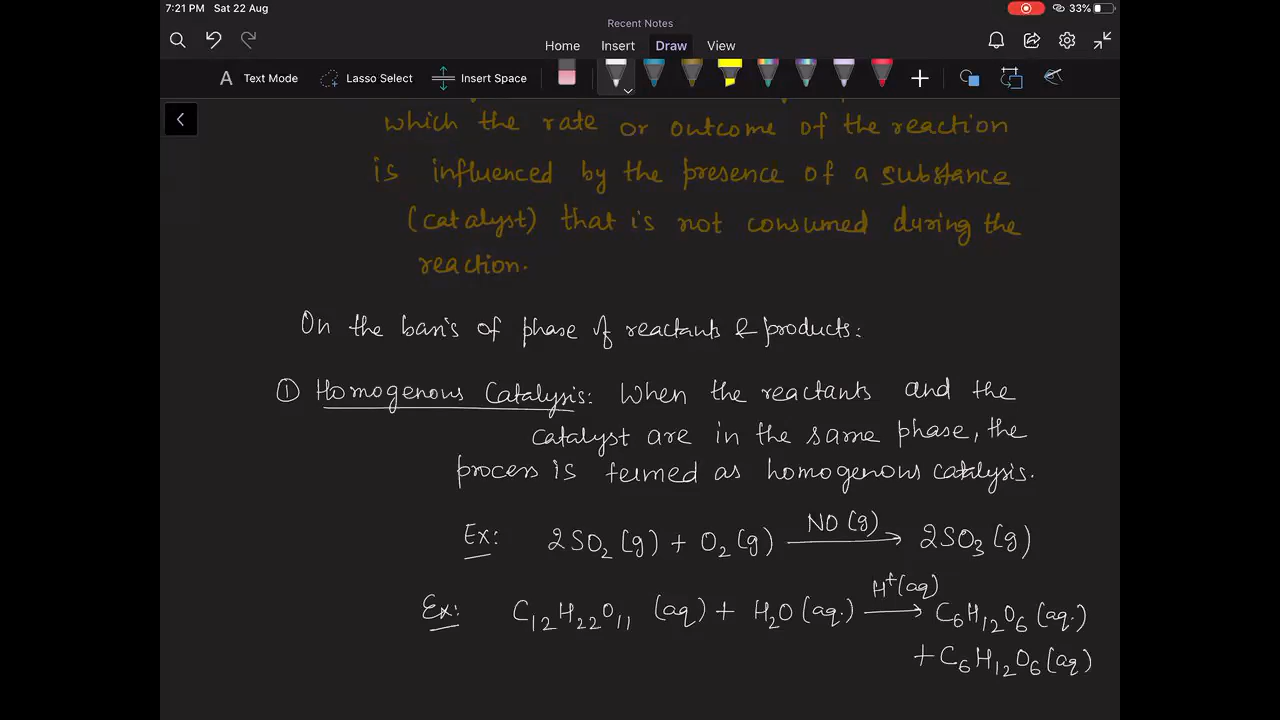 7:21 PM Sat 22 Aug
33%
Recent Notes
Home Insert Draw View
Text Mode Lasso Select Insert Space
which the rate or outcome of the reaction
is influenced by the presence of a substance
(catalyst) that is not consumed during the
reaction.
On the basis of phase of reactants & products:
① Homogenous Catalysis: When the reactants and the
catalyst are in the same phase, the
process is termed as homogenous catalysis.
Ex: 2SO₂(g) + O₂(g) NO(g)⟶ 2SO₃(g)
Ex: C₁₂H₂₂O₁₁ (aq) + H₂O(aq.) H⁺(aq)⟶ C₆H₁₂O₆(aq.)
+ C₆H₁₂O₆(aq)